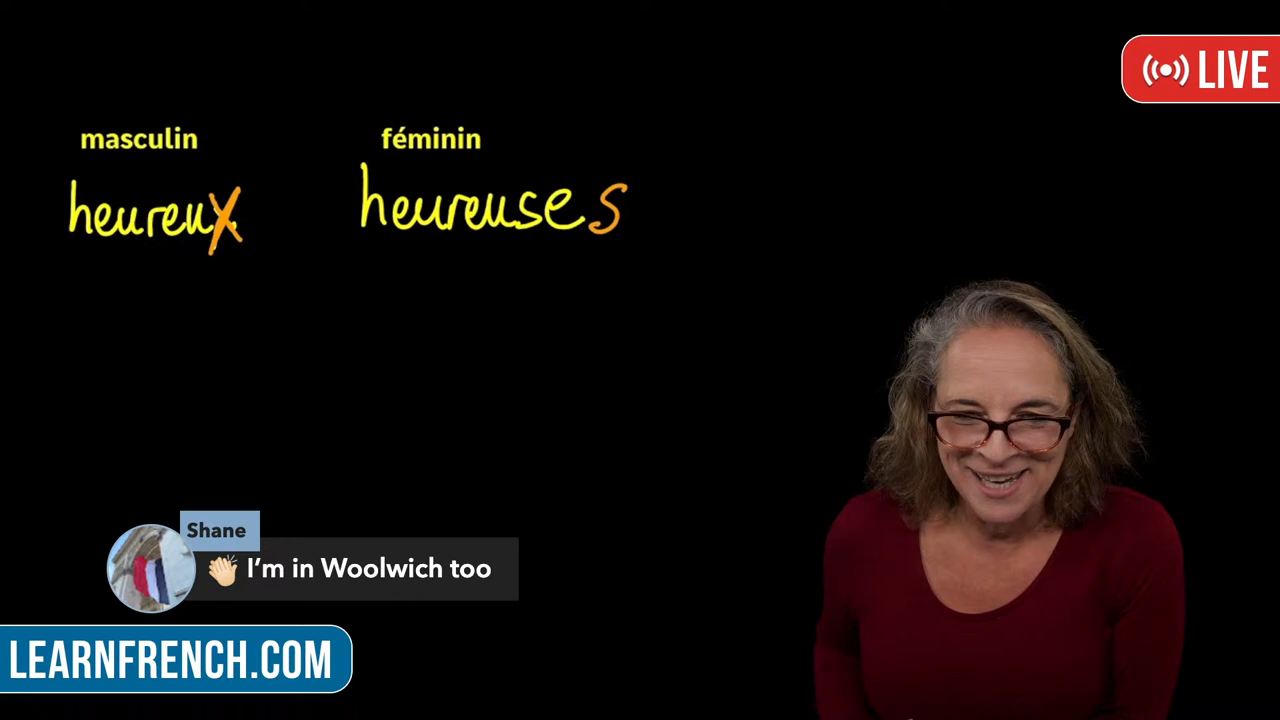 LIVE
masculin féminin
heureux heureuses
Shane
👏 I'm in Woolwich too
LEARNFRENCH.COM